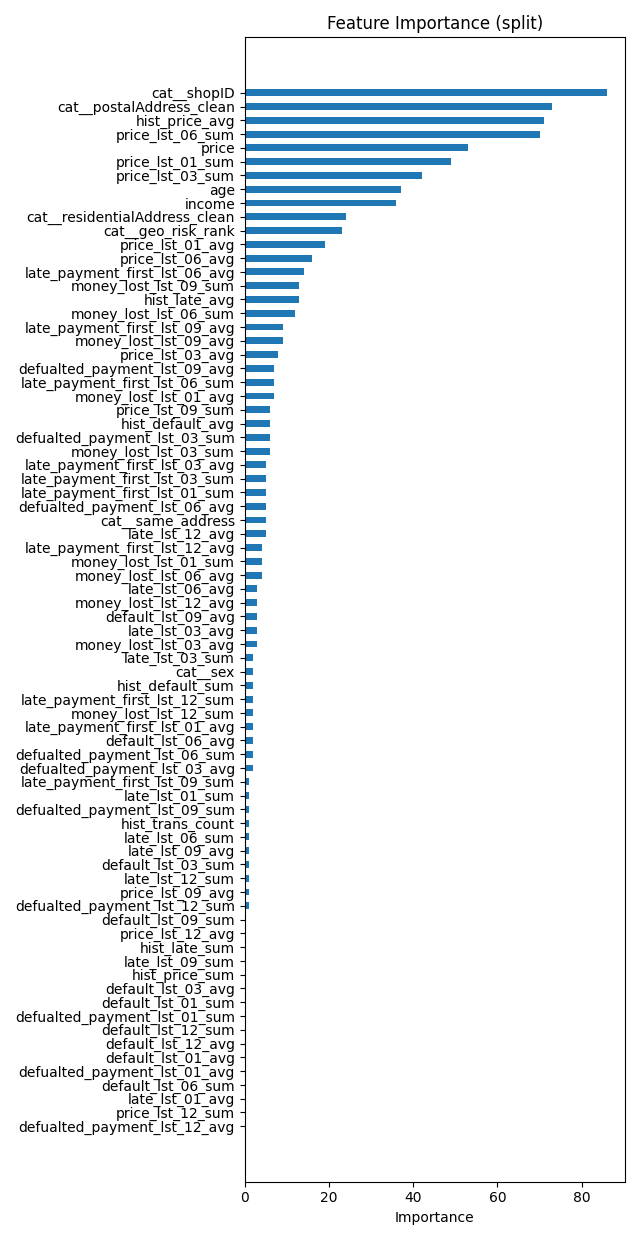 Feature Importance (split)
cat__shopID
cat__postalAddress_clean
hist_price_avg
price_lst_06_sum
price
price_lst_01_sum
price_lst_03_sum
age
income
cat__residentialAddress_clean
cat__geo_risk_rank
price_lst_01_avg
price_lst_06_avg
late_payment_first_lst_06_avg
money_lost_lst_09_sum
hist_late_avg
money_lost_lst_06_sum
late_payment_first_lst_09_avg
money_lost_lst_09_avg
price_lst_03_avg
defualted_payment_lst_09_avg
late_payment_first_lst_06_sum
money_lost_lst_01_avg
price_lst_09_sum
hist_default_avg
defualted_payment_lst_03_sum
money_lost_lst_03_sum
late_payment_first_lst_03_avg
late_payment_first_lst_03_sum
late_payment_first_lst_01_sum
defualted_payment_lst_06_avg
cat__same_address
late_lst_12_avg
late_payment_first_lst_12_avg
money_lost_lst_01_sum
money_lost_lst_06_avg
late_lst_06_avg
money_lost_lst_12_avg
default_lst_09_avg
late_lst_03_avg
money_lost_lst_03_avg
late_lst_03_sum
cat__sex
hist_default_sum
late_payment_first_lst_12_sum
money_lost_lst_12_sum
late_payment_first_lst_01_avg
default_lst_06_avg
defualted_payment_lst_06_sum
defualted_payment_lst_03_avg
late_payment_first_lst_09_sum
late_lst_01_sum
defualted_payment_lst_09_sum
hist_trans_count
late_lst_06_sum
late_lst_09_avg
default_lst_03_sum
late_lst_12_sum
price_lst_09_avg
defualted_payment_lst_12_sum
default_lst_09_sum
price_lst_12_avg
hist_late_sum
late_lst_09_sum
hist_price_sum
default_lst_03_avg
default_lst_01_sum
defualted_payment_lst_01_sum
default_lst_12_sum
default_lst_12_avg
default_lst_01_avg
defualted_payment_lst_01_avg
default_lst_06_sum
late_lst_01_avg
price_lst_12_sum
defualted_payment_lst_12_avg
0 20 40 60 80
Importance